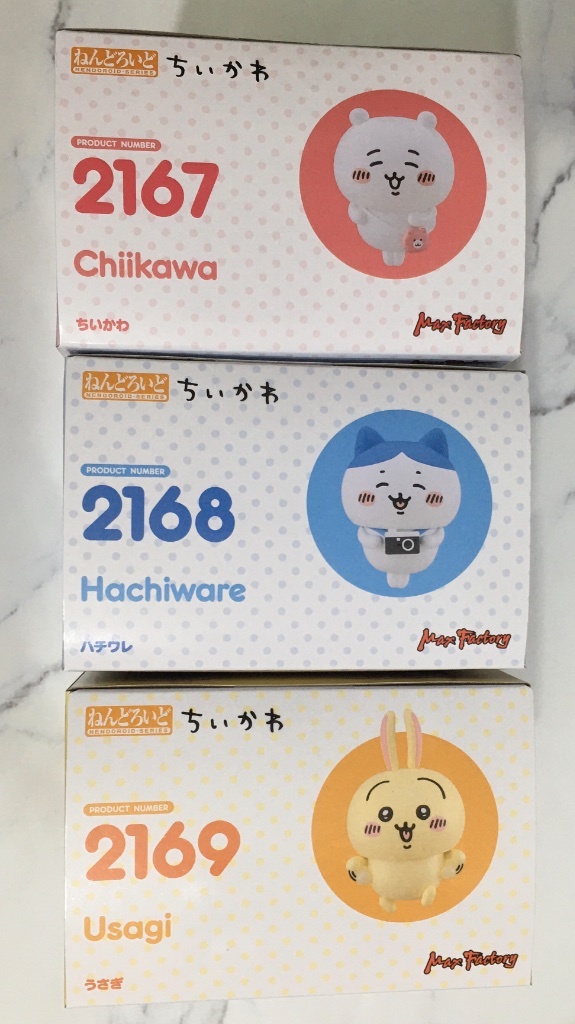 ねんどろいど ちいかわ
NENDOROID SERIES
PRODUCT NUMBER
2167
Chiikawa
ちいかわ
Max Factory
ねんどろいど ちいかわ
NENDOROID SERIES
PRODUCT NUMBER
2168
Hachiware
ハチワレ
Max Factory
ねんどろいど ちいかわ
NENDOROID SERIES
PRODUCT NUMBER
2169
Usagi
うさぎ
Max Factory